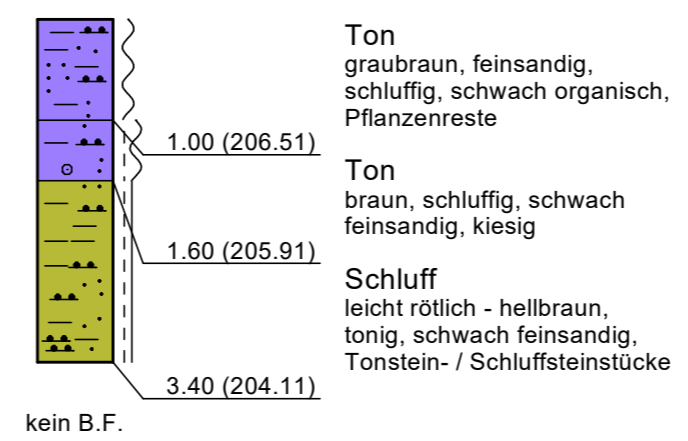 Ton
graubraun, feinsandig,
schluffig, schwach organisch,
Pflanzenreste
1.00 (206.51)
Ton
braun, schluffig, schwach
feinsandig, kiesig
1.60 (205.91)
Schluff
leicht rötlich - hellbraun,
tonig, schwach feinsandig,
Tonstein- / Schluffsteinstücke
3.40 (204.11)
kein B.F.